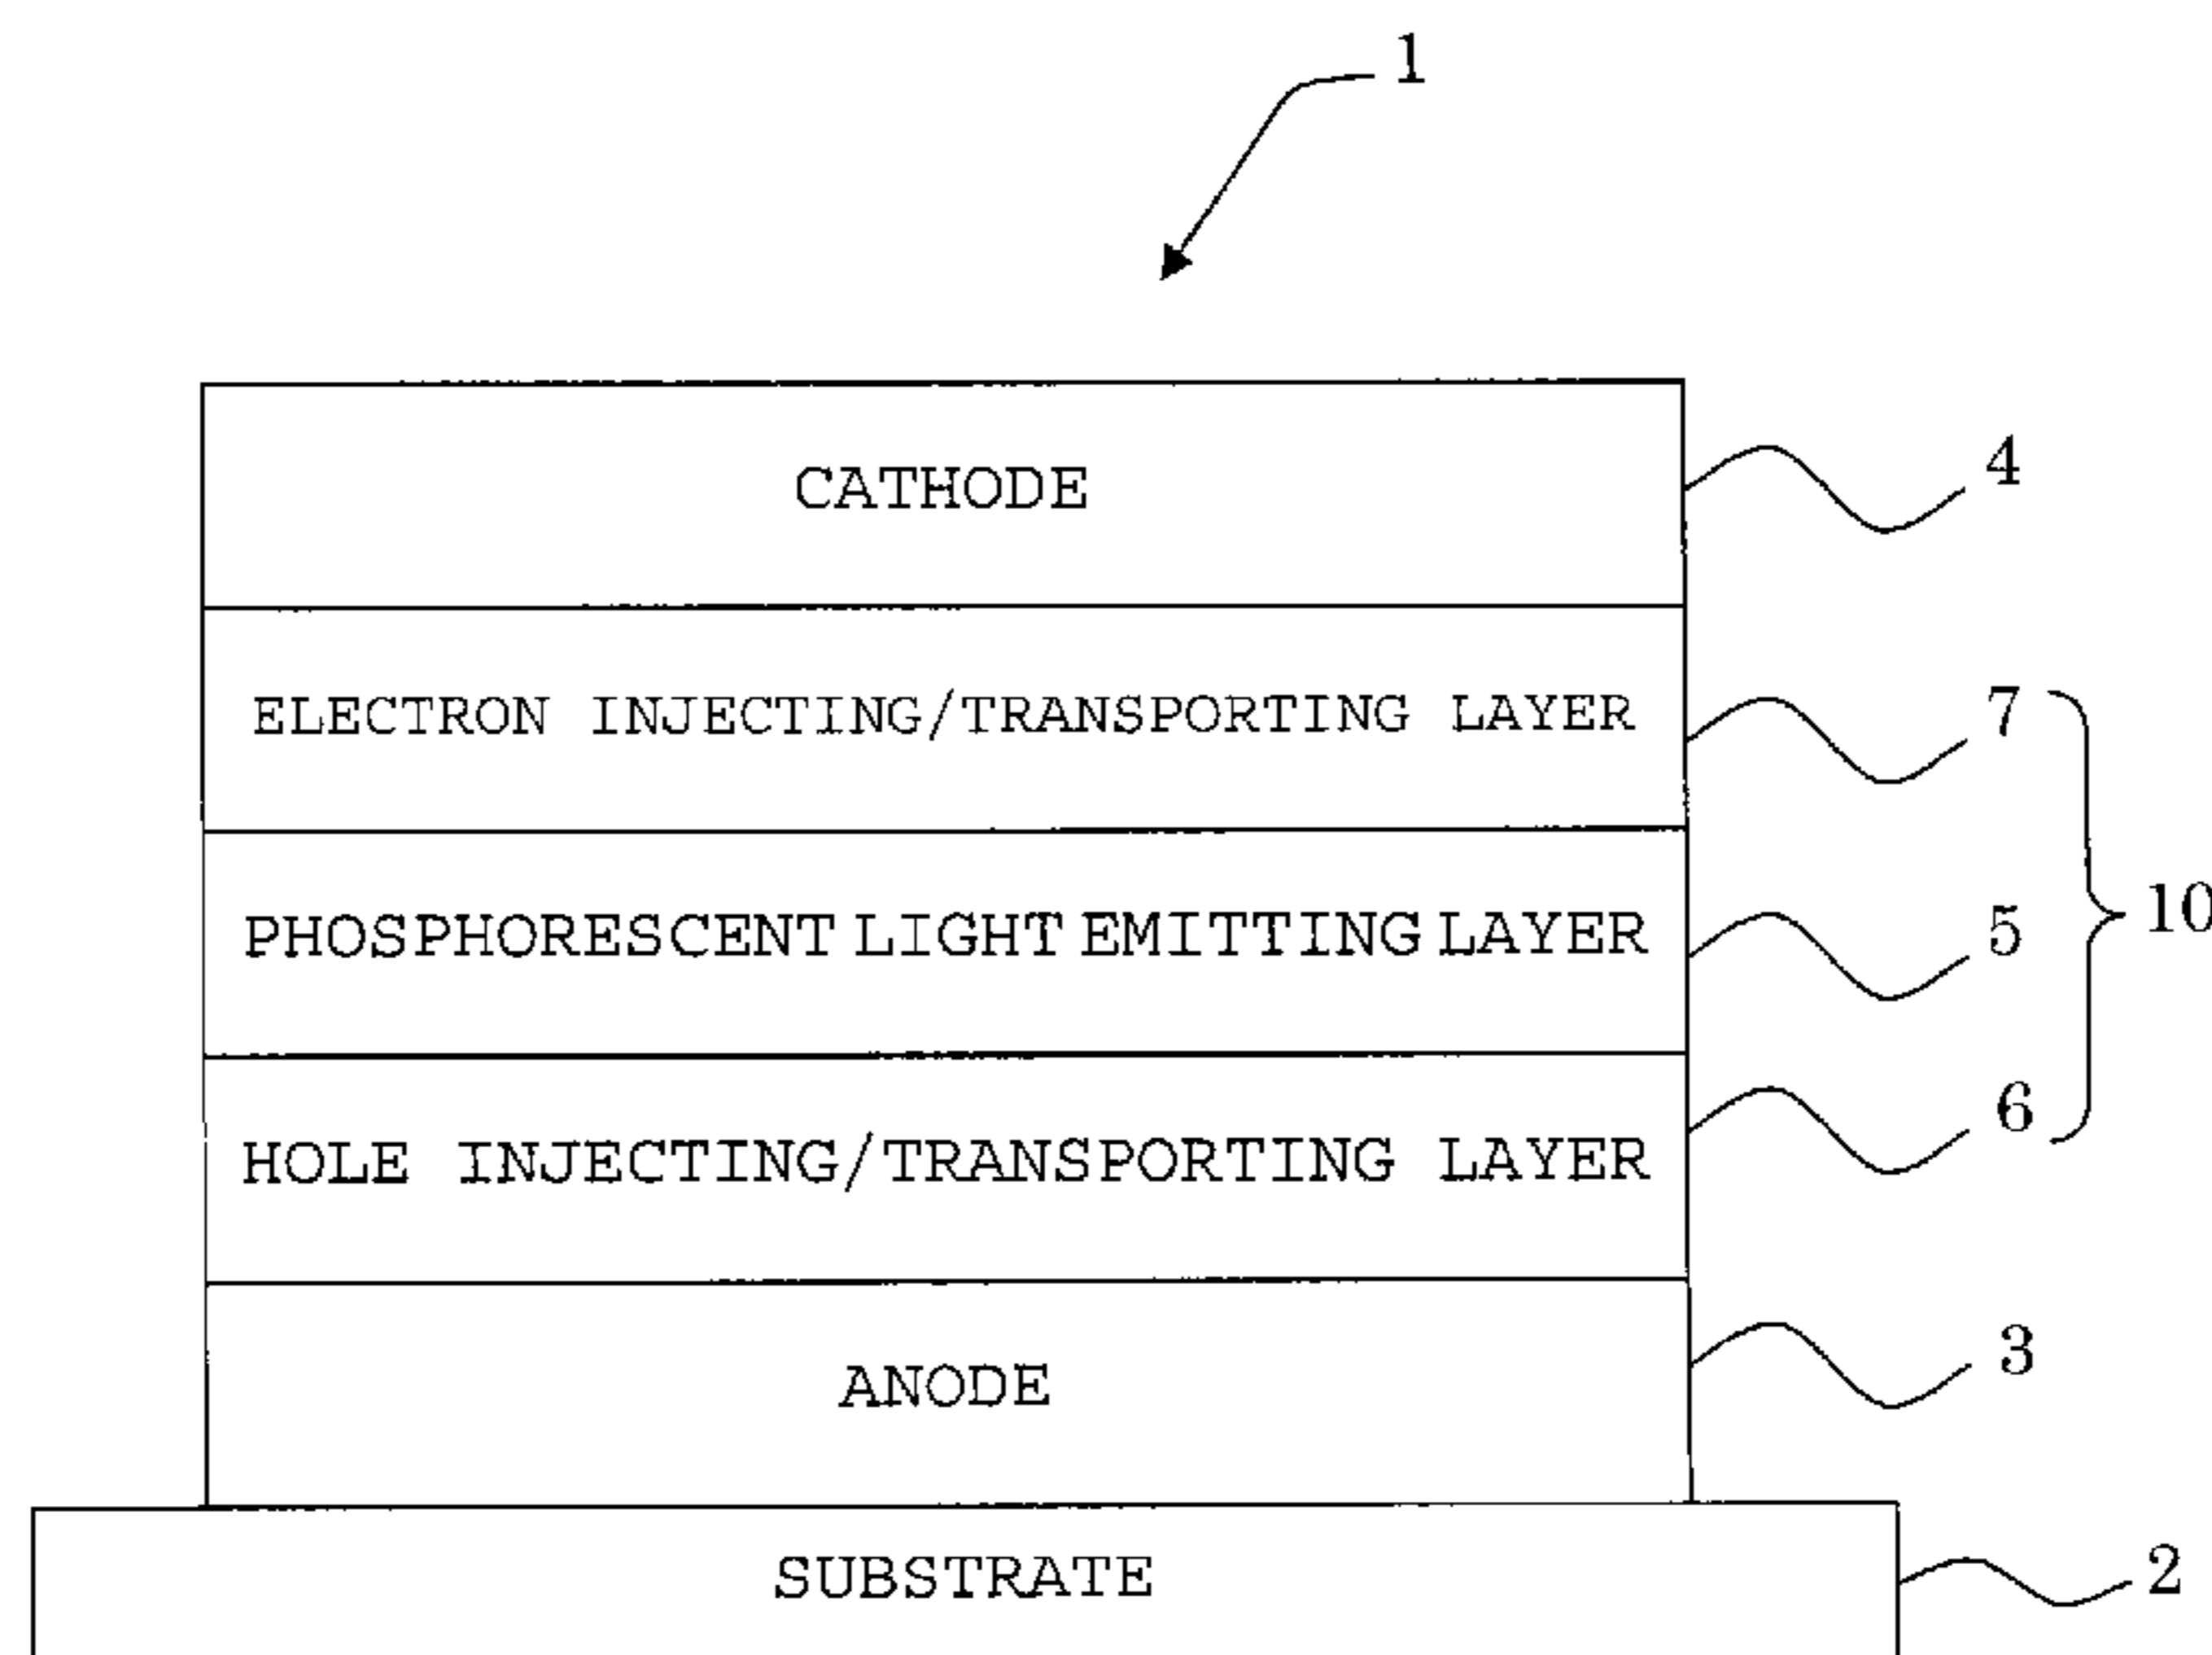 1
CATHODE 4
ELECTRON INJECTING/TRANSPORTING LAYER 7
PHOSPHORESCENT LIGHT EMITTING LAYER 5 10
HOLE INJECTING/TRANSPORTING LAYER 6
ANODE 3
SUBSTRATE 2